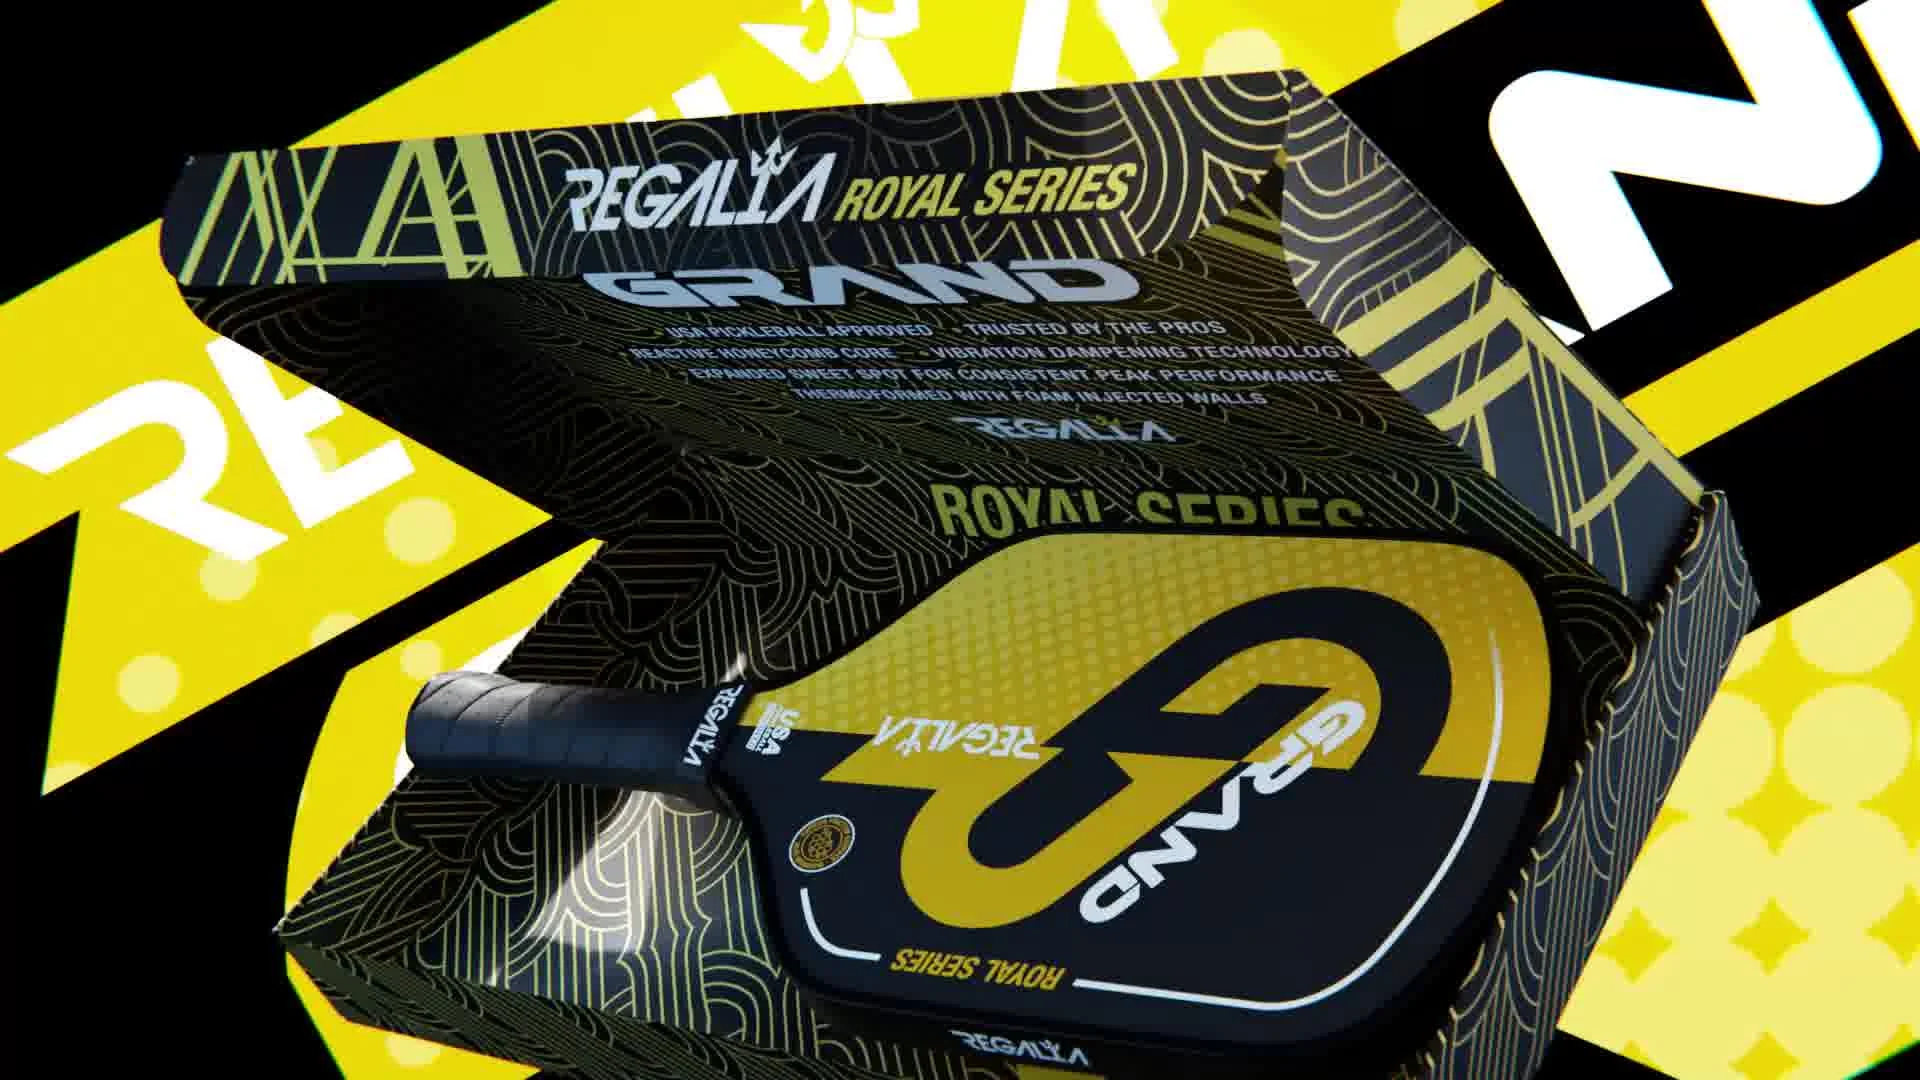 REGALIA ROYAL SERIES
GRAND
• USA PICKLEBALL APPROVED • TRUSTED BY THE PROS
• REACTIVE HONEYCOMB CORE • VIBRATION DAMPENING TECHNOLOGY
EXPANDED SWEET SPOT FOR CONSISTENT PEAK PERFORMANCE
THERMOFORMED WITH FOAM INJECTED WALLS
REGALIA
ROYAL SERIES
REGALIA
USA
REGALIA
G
GRAND
ROYAL SERIES
REGALIA
RE
AN